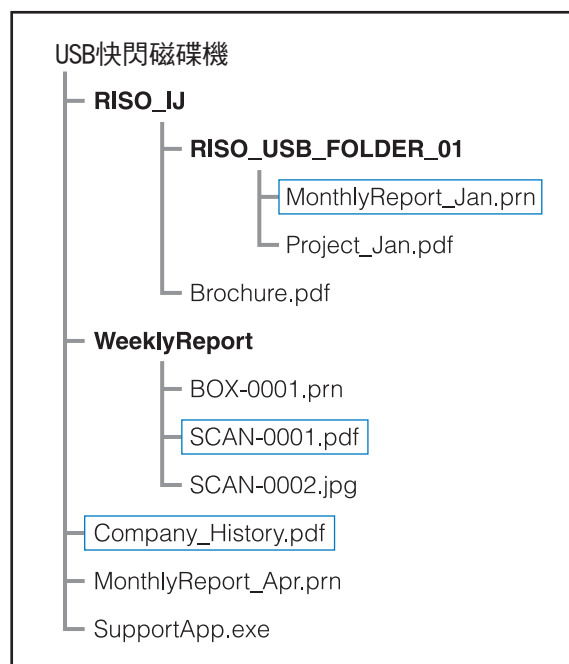 USB快閃磁碟機
RISO_IJ
RISO_USB_FOLDER_01
MonthlyReport_Jan.prn
Project_Jan.pdf
Brochure.pdf
WeeklyReport
BOX-0001.prn
SCAN-0001.pdf
SCAN-0002.jpg
Company_History.pdf
MonthlyReport_Apr.prn
SupportApp.exe